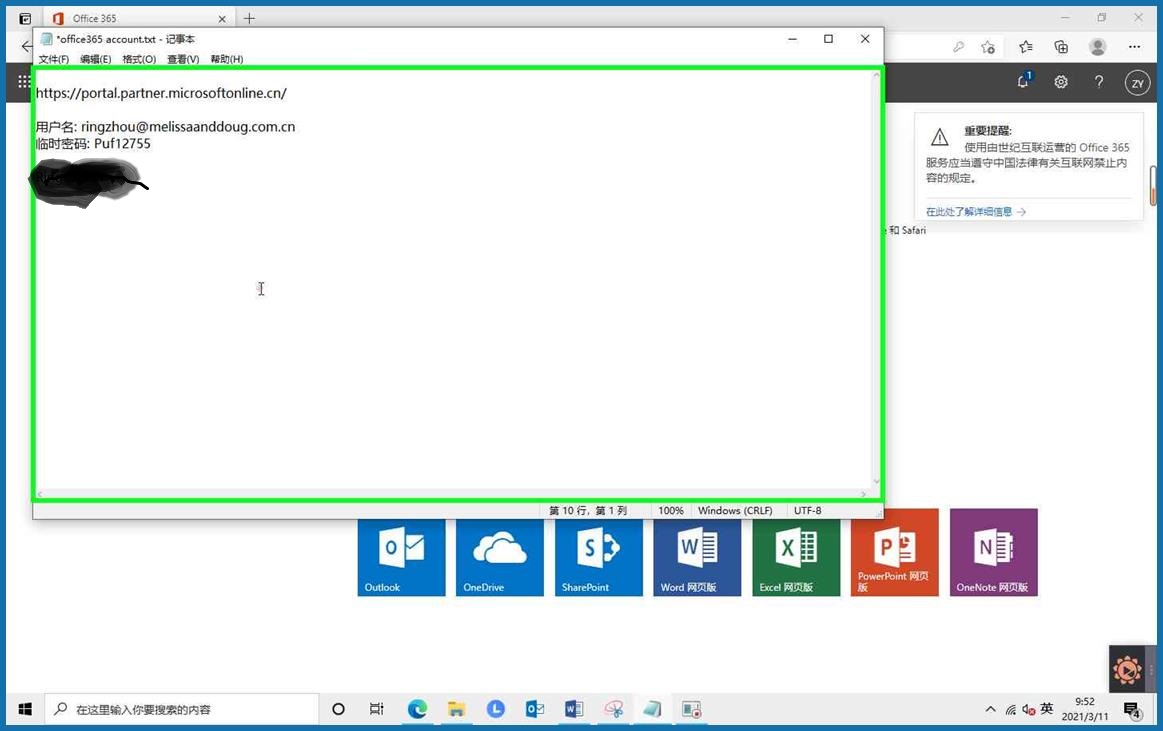 Office 365
*office365 account.txt - 记事本
文件(F) 编辑(E) 格式(O) 查看(V) 帮助(H)
https://portal.partner.microsoftonline.cn/
用户名: ringzhou@melissaanddoug.com.cn
临时密码: Puf12755
第 10 行，第 1 列 100% Windows (CRLF) UTF-8
1
?
ZY
重要提醒:
使用由世纪互联运营的 Office 365
服务应当遵守中国法律有关互联网禁止内
容的规定。
在此处了解详细信息 →
和 Safari
Outlook
OneDrive
SharePoint
Word 网页版
Excel 网页版
PowerPoint 网页
版
OneNote 网页版
在这里输入你要搜索的内容
英
9:52
2021/3/11
4